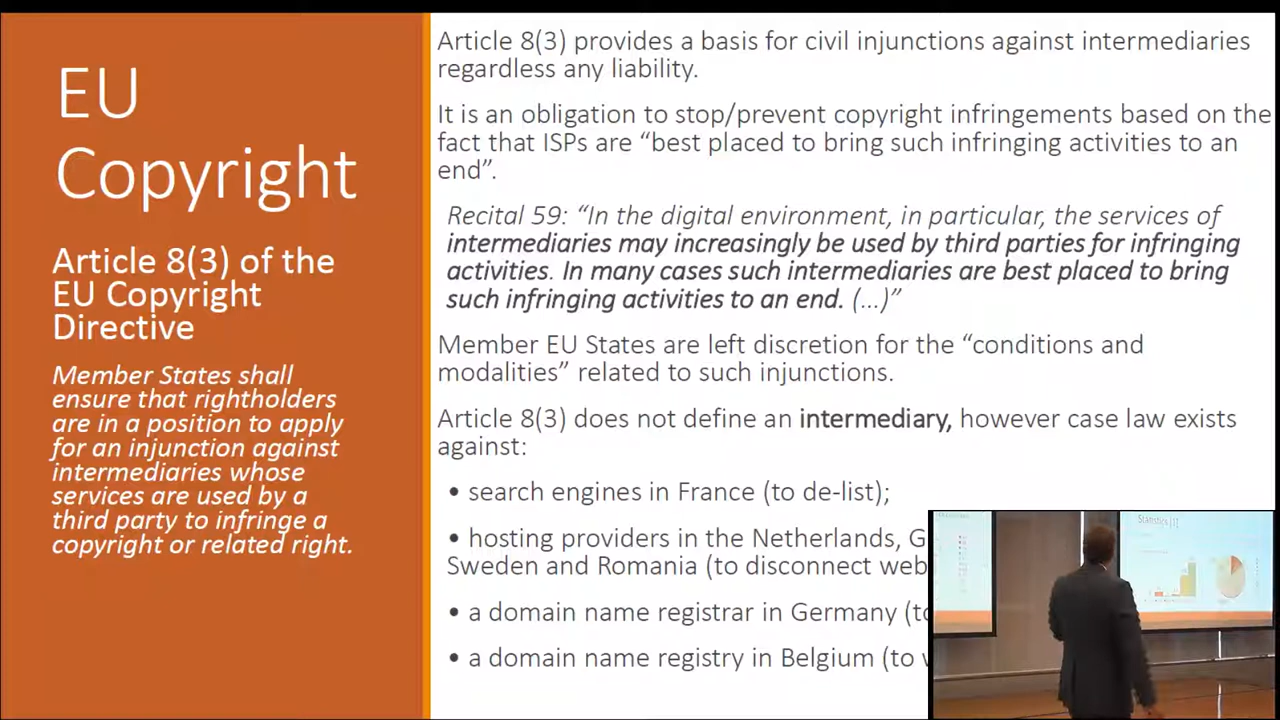 EU
Copyright
Article 8(3) of the
EU Copyright
Directive
Member States shall
ensure that rightholders
are in a position to apply
for an injunction against
intermediaries whose
services are used by a
third party to infringe a
copyright or related right.
Article 8(3) provides a basis for civil injunctions against intermediaries
regardless any liability.
It is an obligation to stop/prevent copyright infringements based on the
fact that ISPs are “best placed to bring such infringing activities to an
end”.
Recital 59: “In the digital environment, in particular, the services of
intermediaries may increasingly be used by third parties for infringing
activities. In many cases such intermediaries are best placed to bring
such infringing activities to an end. (...)”
Member EU States are left discretion for the “conditions and
modalities” related to such injunctions.
Article 8(3) does not define an intermediary, however case law exists
against:
• search engines in France (to de-list);
• hosting providers in the Netherlands, G
Sweden and Romania (to disconnect web
• a domain name registrar in Germany (to
• a domain name registry in Belgium (to
Statistics [1]